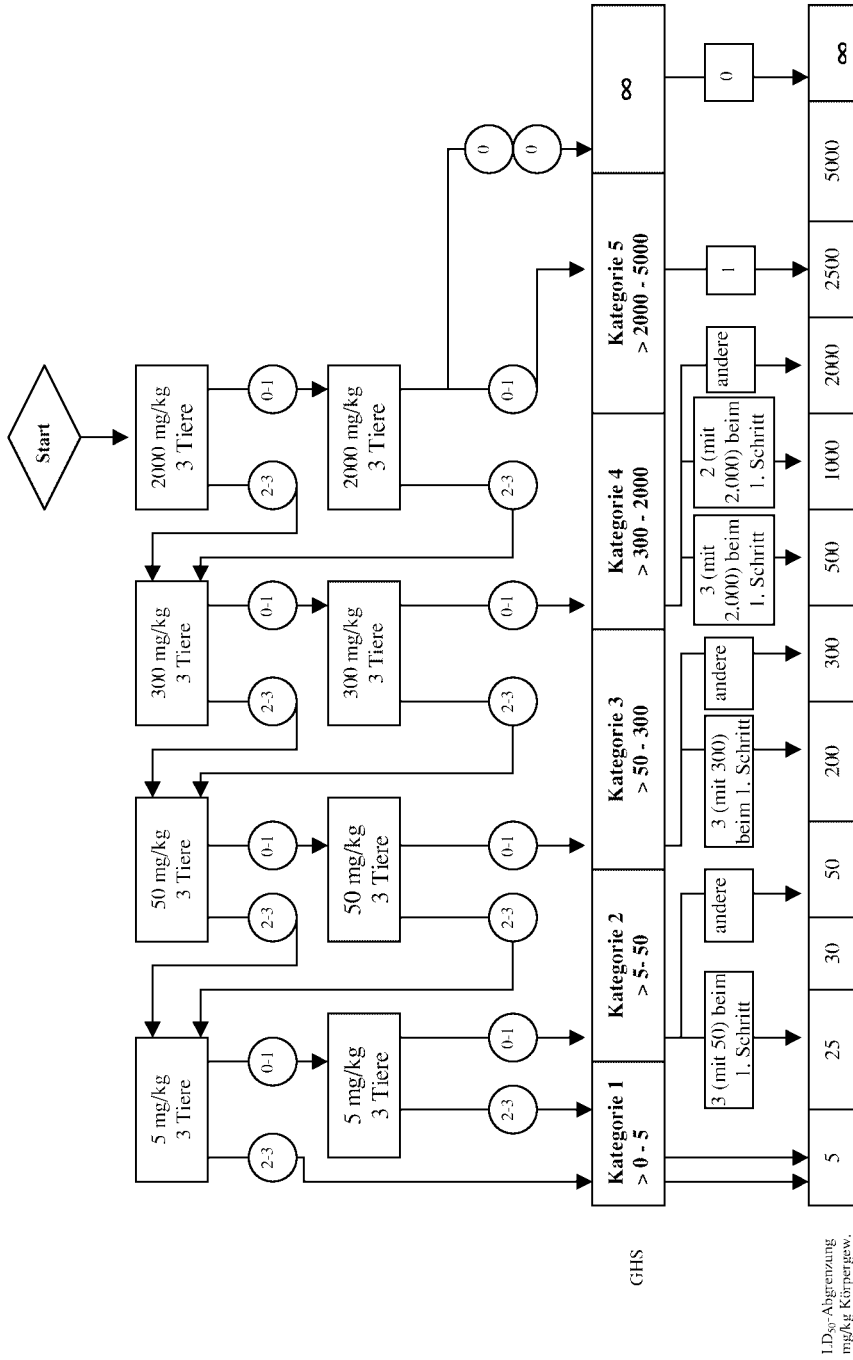 Start
2000 mg/kg
3 Tiere
2-3
0-1
2000 mg/kg
3 Tiere
2-3
0-1
0
0
300 mg/kg
3 Tiere
2-3
0-1
300 mg/kg
3 Tiere
2-3
0-1
50 mg/kg
3 Tiere
2-3
0-1
50 mg/kg
3 Tiere
2-3
0-1
5 mg/kg
3 Tiere
2-3
0-1
5 mg/kg
3 Tiere
2-3
0-1
GHS
Kategorie 1
> 0 - 5
Kategorie 2
> 5- 50
Kategorie 3
> 50 - 300
Kategorie 4
> 300 - 2000
Kategorie 5
> 2000 - 5000
∞
3 (mit 50) beim
1. Schritt
andere
3 (mit 300)
beim 1. Schritt
andere
3 (mit
2.000) beim
1. Schritt
2 (mit
2.000) beim
1. Schritt
andere
1
0
LD50-Abgrenzung
mg/kg Körpergew.
5
25
30
50
200
300
500
1000
2000
2500
5000
∞